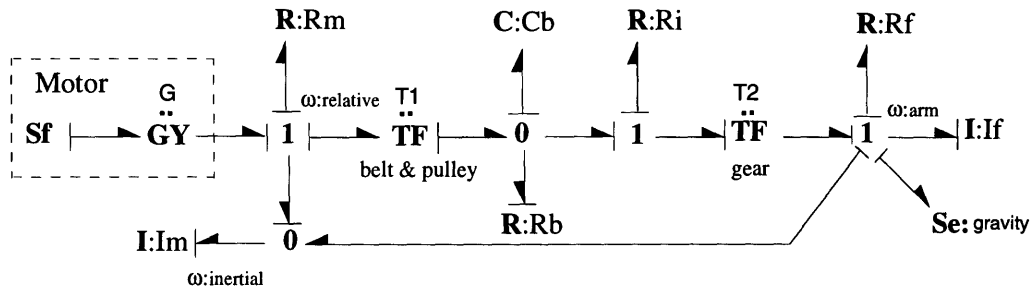 R:Rm C:Cb R:Ri R:Rf
Motor
G ω:relative T1 T2 ω:arm
Sf GY 1 TF 0 1 TF 1 I:If
belt & pulley gear
R:Rb Se: gravity
I:Im 0
ω:inertial